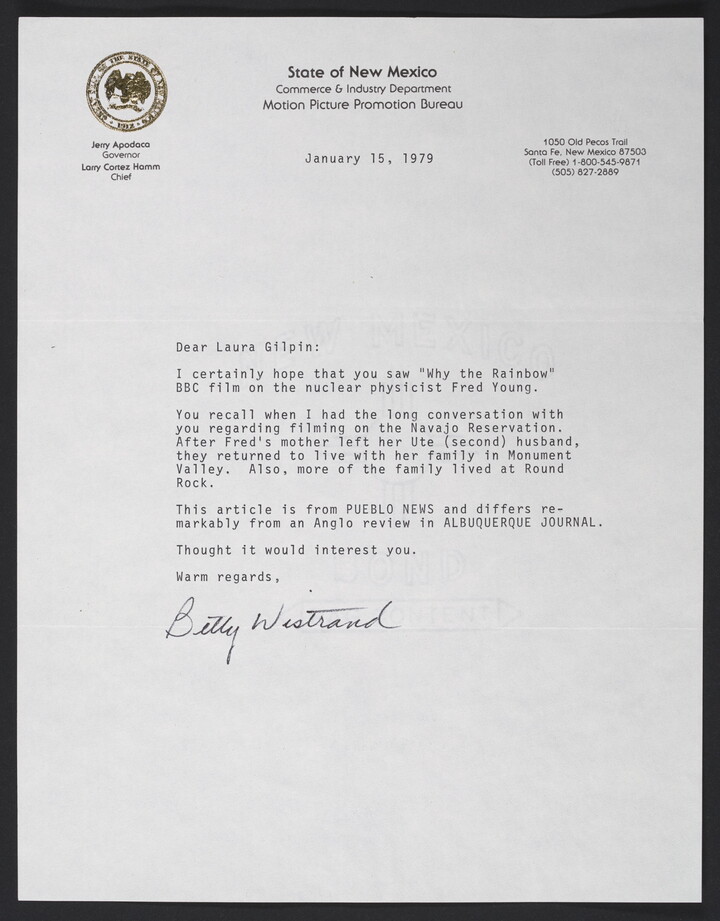 State of New Mexico
Commerce & Industry Department
Motion Picture Promotion Bureau
Jerry Apodaca
Governor
Larry Cortez Hamm
Chief
January 15, 1979
1050 Old Pecos Trail
Santa Fe, New Mexico 87503
(Toll Free) 1-800-545-9871
(505) 827-2889
Dear Laura Gilpin:
I certainly hope that you saw "Why the Rainbow"
BBC film on the nuclear physicist Fred Young.
You recall when I had the long conversation with
you regarding filming on the Navajo Reservation.
After Fred's mother left her Ute (second) husband,
they returned to live with her family in Monument
Valley.  Also, more of the family lived at Round
Rock.
This article is from PUEBLO NEWS and differs re-
markably from an Anglo review in ALBUQUERQUE JOURNAL.
Thought it would interest you.
Warm regards,
Betty Westrand